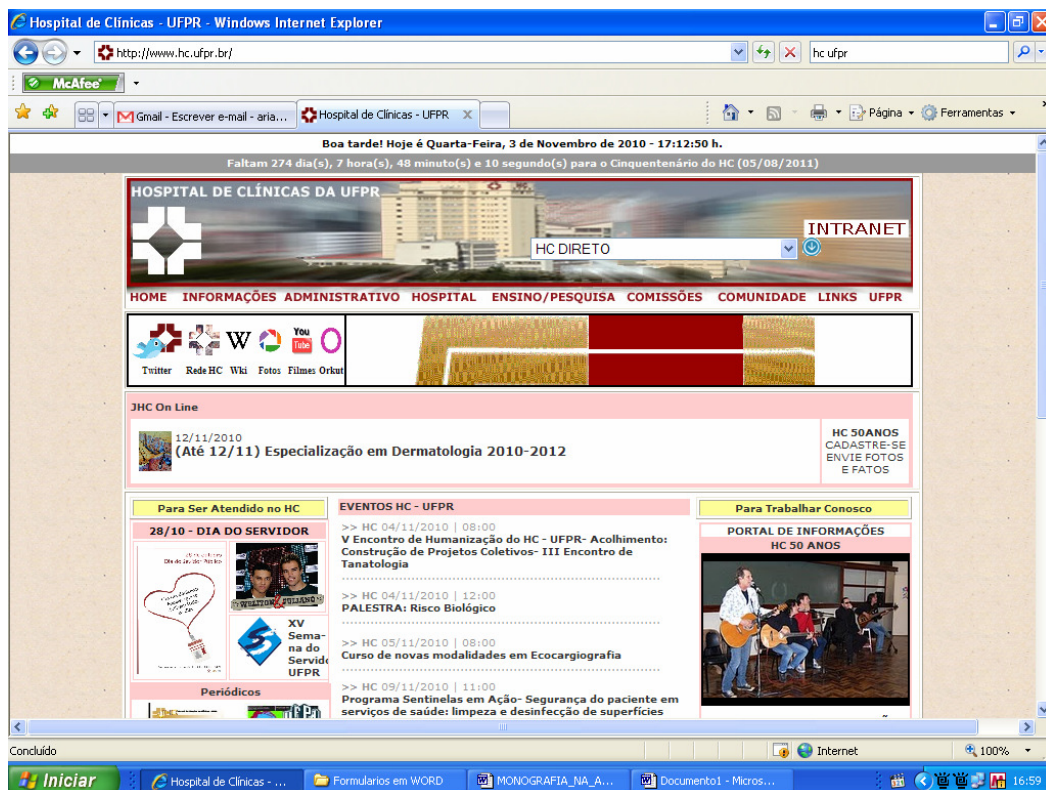 Hospital de Clínicas - UFPR - Windows Internet Explorer
http://www.hc.ufpr.br/
hc ufpr
McAfee
Gmail - Escrever e-mail - aria...
Hospital de Clínicas - UFPR
Página
Ferramentas
Boa tarde! Hoje é Quarta-Feira, 3 de Novembro de 2010 - 17:12:50 h.
Faltam 274 dia(s), 7 hora(s), 48 minuto(s) e 10 segundo(s) para o Cinquentenário do HC (05/08/2011)
HOSPITAL DE CLÍNICAS DA UFPR
INTRANET
HC DIRETO
HOME INFORMAÇÕES ADMINISTRATIVO HOSPITAL ENSINO/PESQUISA COMISSÕES COMUNIDADE LINKS UFPR
You
Tube
Twitter Rede HC Wki Fotos Filmes Orkut
JHC On Line
12/11/2010
(Até 12/11) Especialização em Dermatologia 2010-2012
HC 50ANOS
CADASTRE-SE
ENVIE FOTOS
E FATOS
Para Ser Atendido no HC
28/10 - DIA DO SERVIDOR
XV
Sema-
na do
Servido
UFPR
Periódicos
EVENTOS HC - UFPR
>> HC 04/11/2010 | 08:00
V Encontro de Humanização do HC - UFPR- Acolhimento:
Construção de Projetos Coletivos- III Encontro de
Tanatologia
>> HC 04/11/2010 | 12:00
PALESTRA: Risco Biológico
>> HC 05/11/2010 | 08:00
Curso de novas modalidades em Ecocargiografia
>> HC 09/11/2010 | 11:00
Programa Sentinelas em Ação- Segurança do paciente em
serviços de saúde: limpeza e desinfecção de superfícies
Para Trabalhar Conosco
PORTAL DE INFORMAÇÕES
HC 50 ANOS
Concluído
Internet
100%
Iniciar
Hospital de Clínicas - ...
Formularios em WORD
MONOGRAFIA_NA_A...
Documento1 - Micros...
16:59